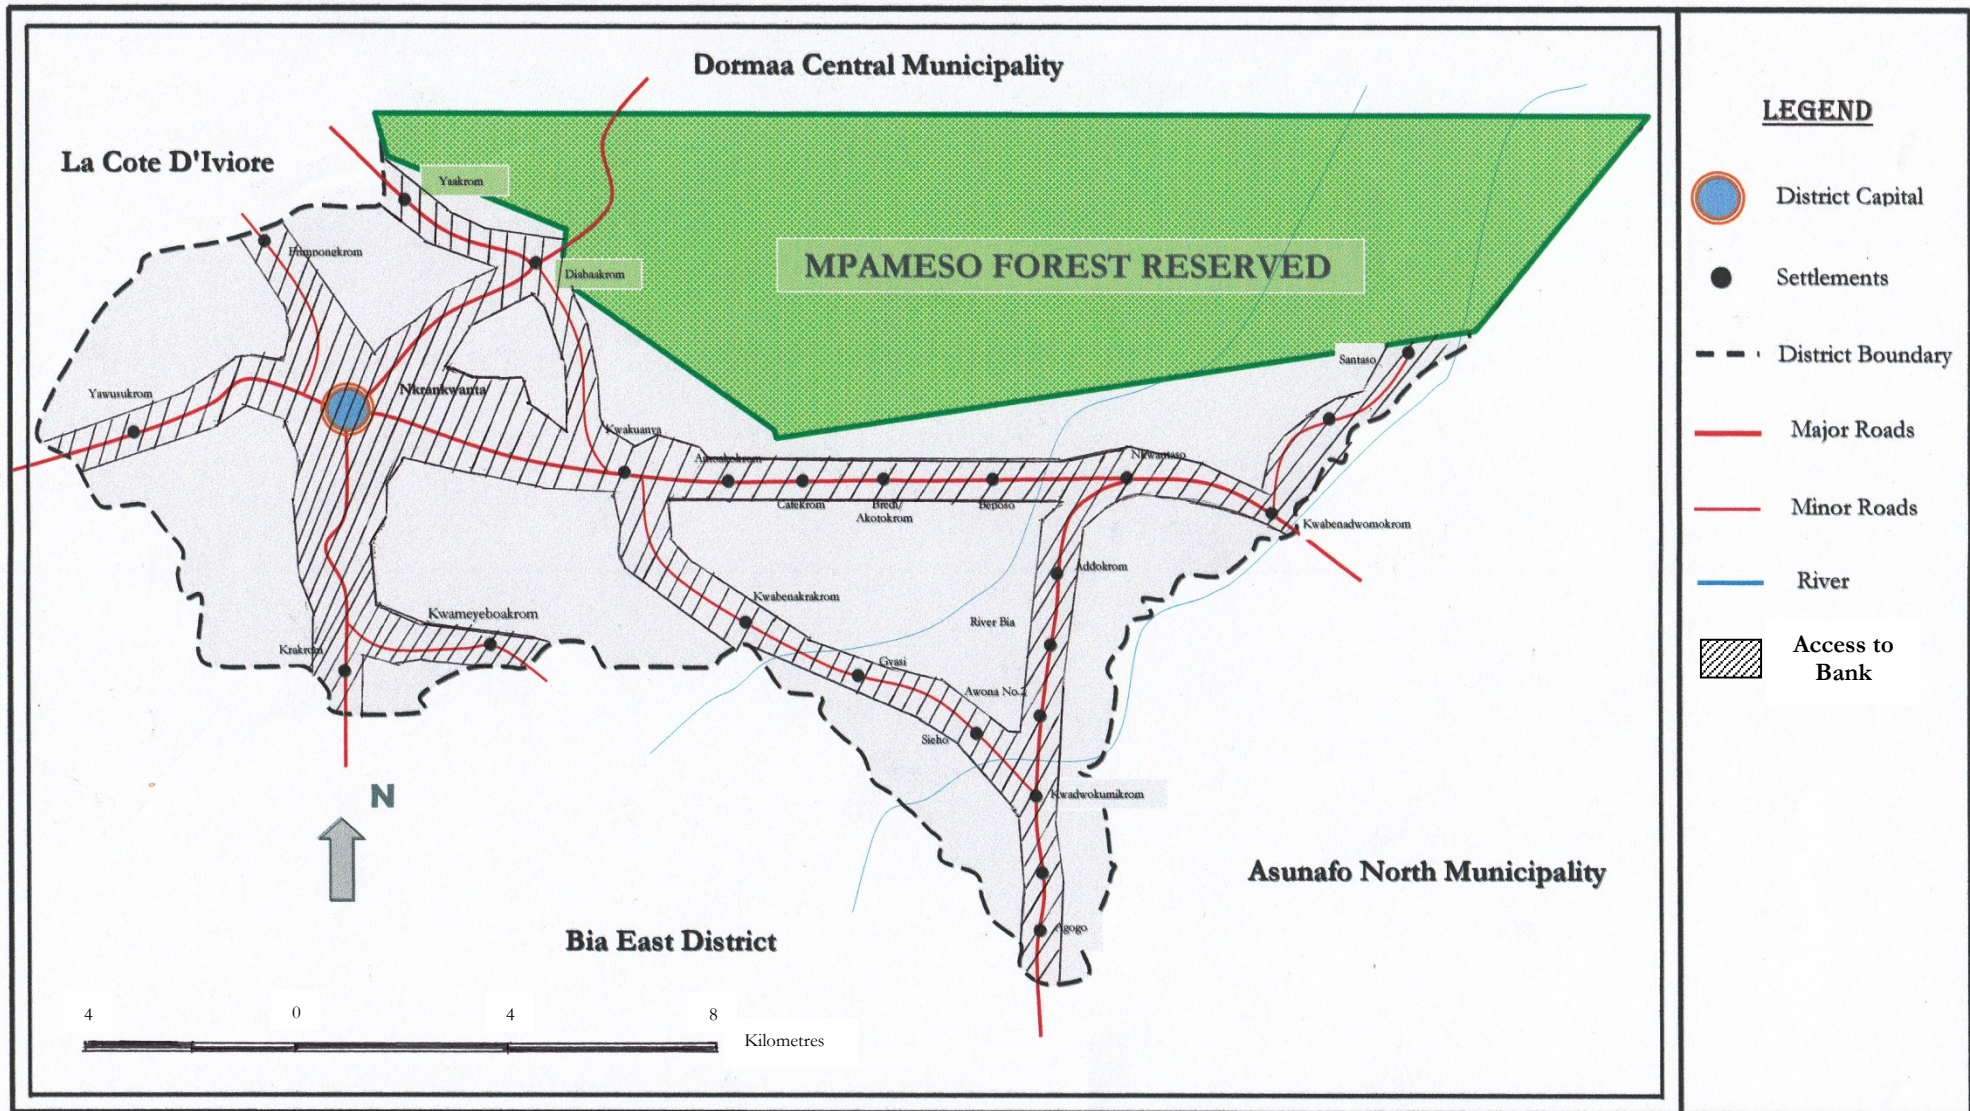 Dormaa Central Municipality
La Cote D'Iviore
Yaakrom
Frimpongkrom
Diabaakrom
MPAMESO FOREST RESERVED
Santaso
Yawusukrom
Nkrankwanta
Kwakuanya
Amoakokrom
Nkwantaso
Catekrom
Bredi/
Akotokrom
Beposo
Kwabenadwomokrom
Addokrom
Kwabenakrakrom
Kwameyeboakrom
River Bia
Krakrom
Gyasi
Awona No.2
Sieho
Kwadwokumikrom
N
Asunafo North Municipality
Agogo
Bia East District
4 0 4 8
Kilometres
LEGEND
District Capital
Settlements
District Boundary
Major Roads
Minor Roads
River
Access to
Bank